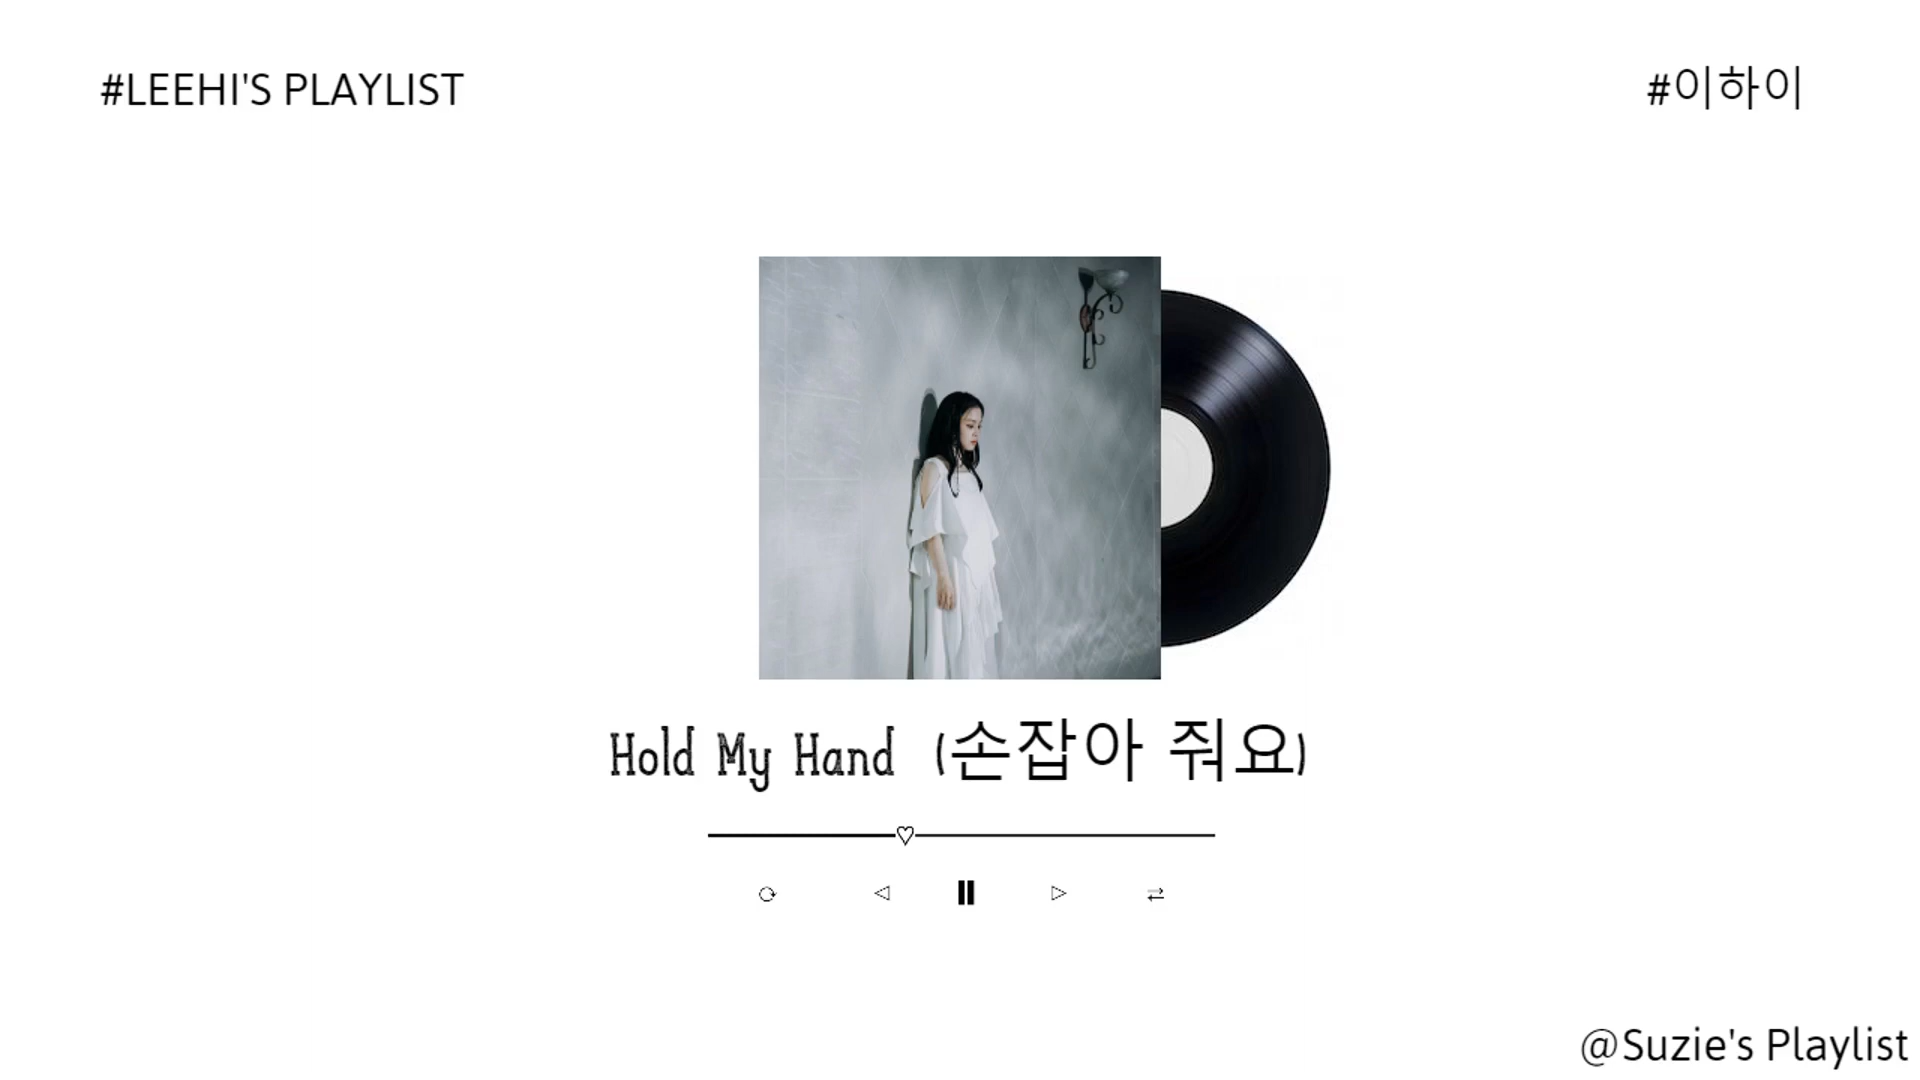 #LEEHI'S PLAYLIST
#이하이
Hold My Hand (손잡아 줘요)
@Suzie's Playlist